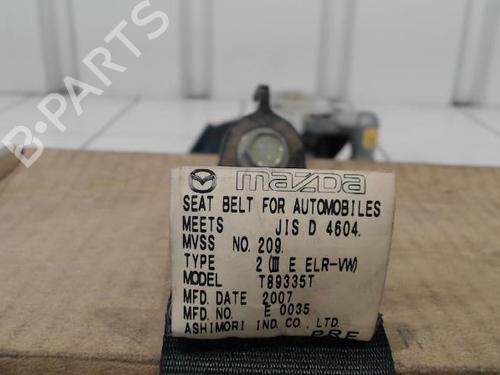 B-PARTS
mazda
SEAT BELT FOR AUTOMOBILES
MEETS JIS D 4604.
MVSS NO. 209.
TYPE 2 (III E ELR-VW)
MODEL T89335T
MFD. DATE 2007
MFD. NO. E 0035
ASHIMORI IND. CO., LTD.
PRE